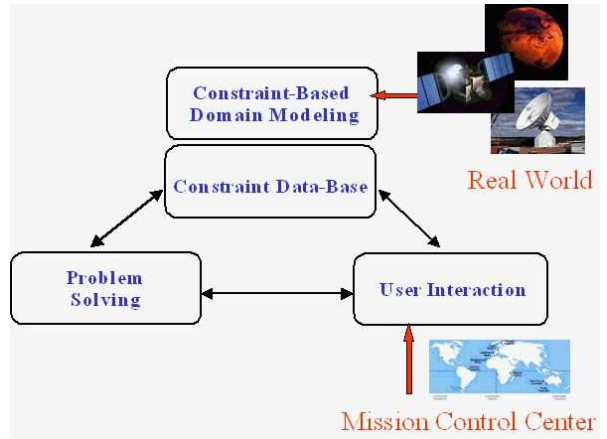 Constraint-Based
Domain Modeling
Real World
Constraint Data-Base
Problem
Solving
User Interaction
Mission Control Center